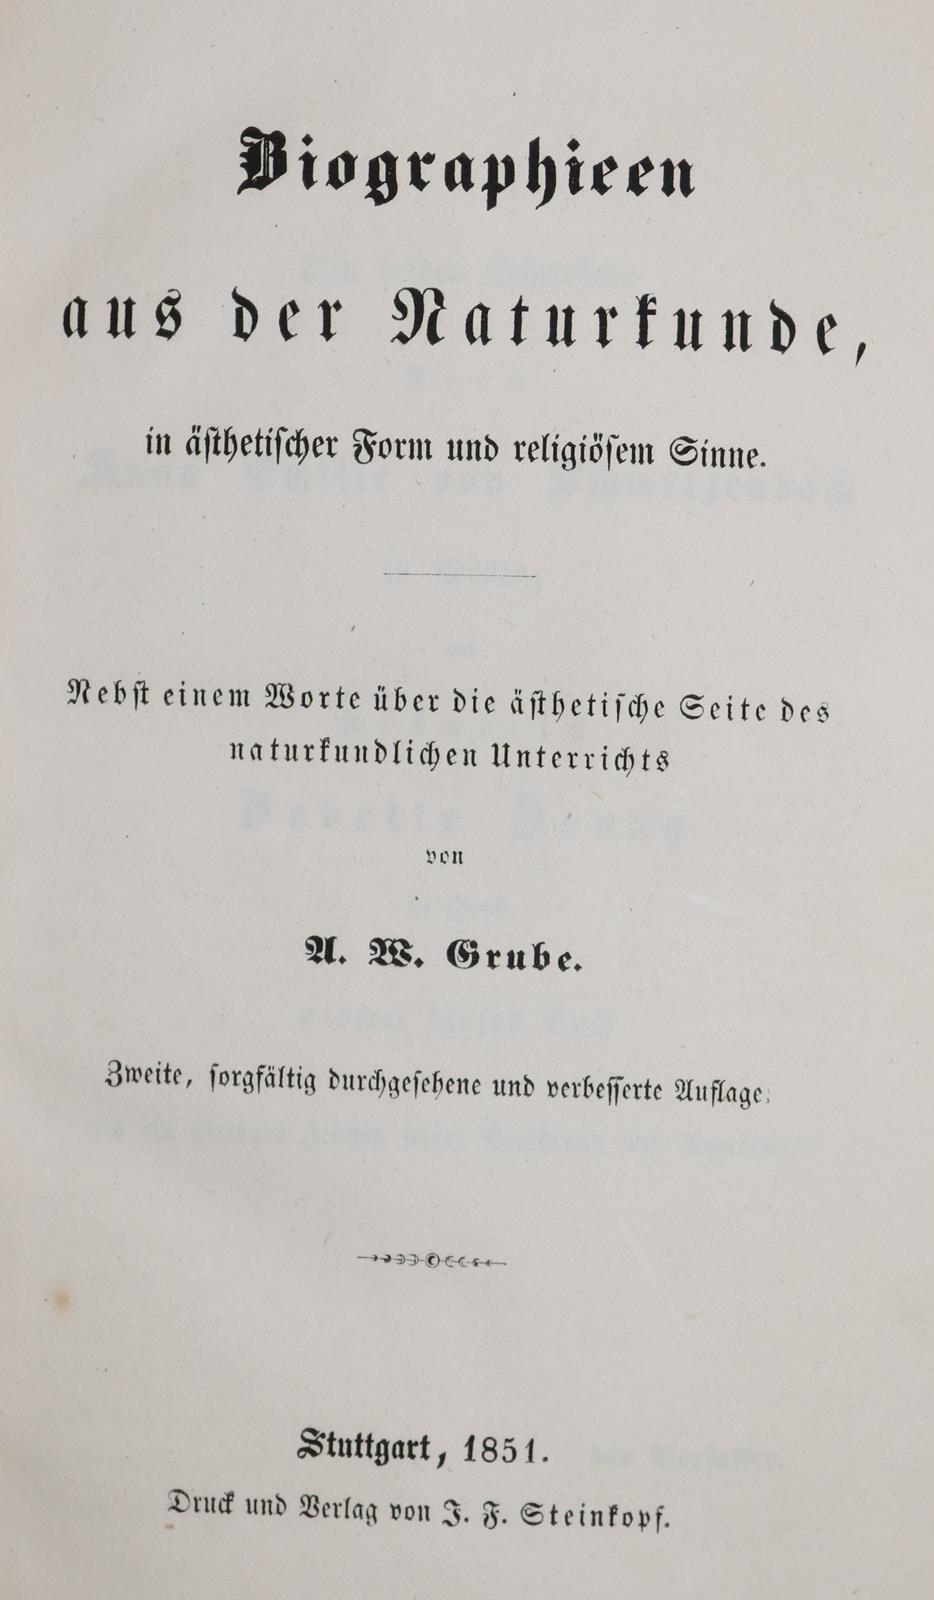 Biographieen
aus der Naturkunde,
in ästhetischer Form und religiösem Sinne.
Nebst einem Worte über die ästhetische Seite des
naturkundlichen Unterrichts
von
A. W. Grube.
Zweite, sorgfältig durchgesehene und verbesserte Auflage.
Stuttgart, 1851.
Druck und Verlag von J. F. Steinkopf.